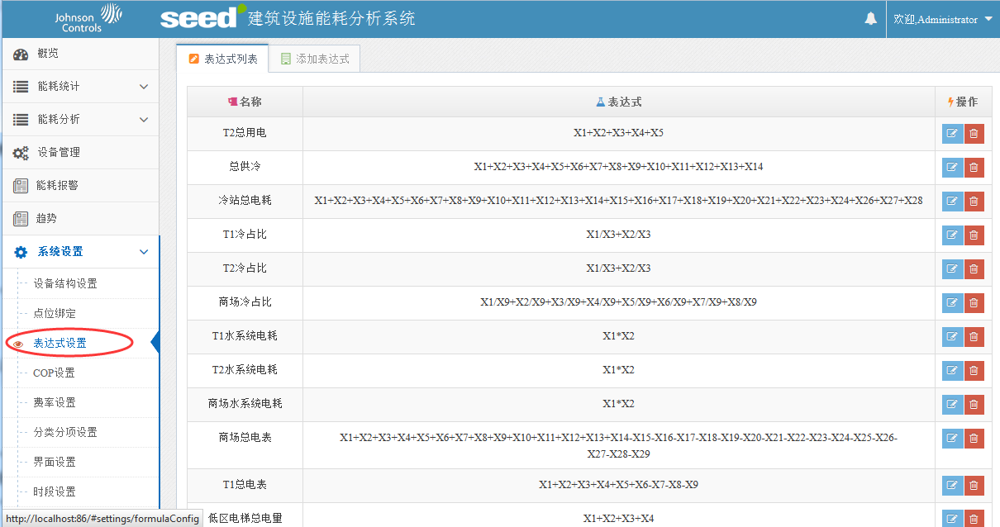 Johnson
Controls
seed 建筑设施能耗分析系统
欢迎,Administrator
概览
能耗统计
能耗分析
设备管理
能耗报警
趋势
系统设置
设备结构设置
点位绑定
表达式设置
COP设置
费率设置
分类分项设置
界面设置
时段设置
http://localhost:86/#settings/formulaConfig
表达式列表 添加表达式
名称 表达式 操作
T2总用电 X1+X2+X3+X4+X5
总供冷 X1+X2+X3+X4+X5+X6+X7+X8+X9+X10+X11+X12+X13+X14
冷站总电耗 X1+X2+X3+X4+X5+X6+X7+X8+X9+X10+X11+X12+X13+X14+X15+X16+X17+X18+X19+X20+X21+X22+X23+X24+X26+X27+X28
T1冷占比 X1/X3+X2/X3
T2冷占比 X1/X3+X2/X3
商场冷占比 X1/X9+X2/X9+X3/X9+X4/X9+X5/X9+X6/X9+X7/X9+X8/X9
T1水系统电耗 X1*X2
T2水系统电耗 X1*X2
商场水系统电耗 X1*X2
商场总电表 X1+X2+X3+X4+X5+X6+X7+X8+X9+X10+X11+X12+X13+X14-X15-X16-X17-X18-X19-X20-X21-X22-X23-X24-X25-X26-
X27-X28-X29
T1总电表 X1+X2+X3+X4+X5+X6-X7-X8-X9
低区电梯总电量 X1+X2+X3+X4